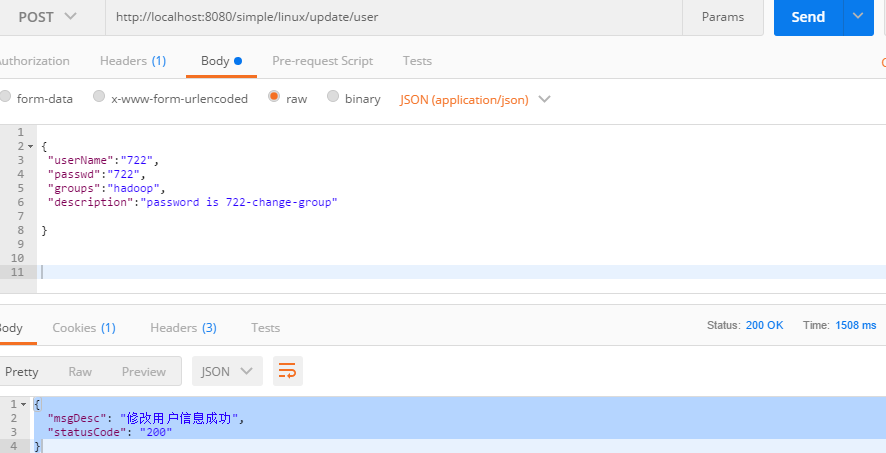 POST http://localhost:8080/simple/linux/update/user Params Send
uthorization Headers (1) Body Pre-request Script Tests
form-data x-www-form-urlencoded raw binary JSON (application/json)
1
2 {
3 "userName":"722",
4 "passwd":"722",
5 "groups":"hadoop",
6 "description":"password is 722-change-group"
7
8 }
9
10
11
Body Cookies (1) Headers (3) Tests Status: 200 OK Time: 1508 ms
Pretty Raw Preview JSON
1 {
2 "msgDesc": "修改用户信息成功",
3 "statusCode": "200"
4 }